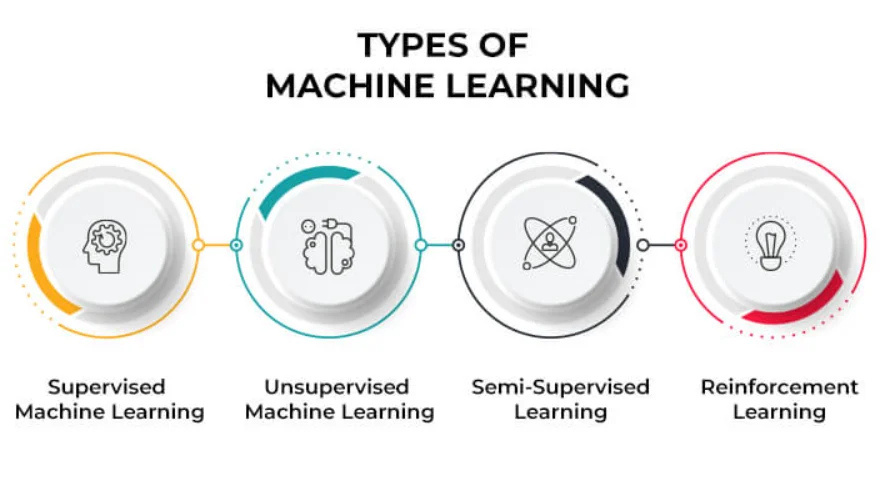 TYPES OF
MACHINE LEARNING
Supervised
Machine Learning
Unsupervised
Machine Learning
Semi-Supervised
Learning
Reinforcement
Learning